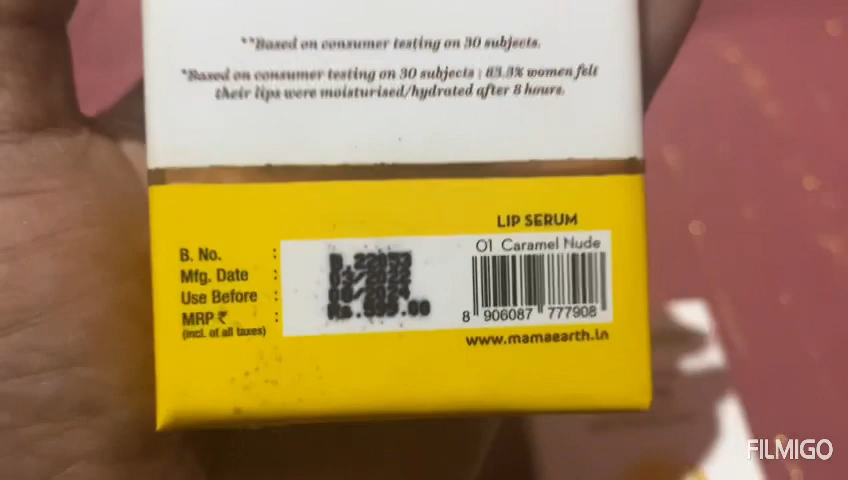 **Based on consumer testing on 30 subjects.
*Based on consumer testing on 30 subjects : 83.3% women felt
their lips were moisturised/hydrated after 8 hours.
LIP SERUM
01 Caramel Nude
B. No. :
Mfg. Date :
Use Before :
MRP ₹ :
(incl. of all taxes)
8 906087 777908
www.mamaearth.in
FILMIGO